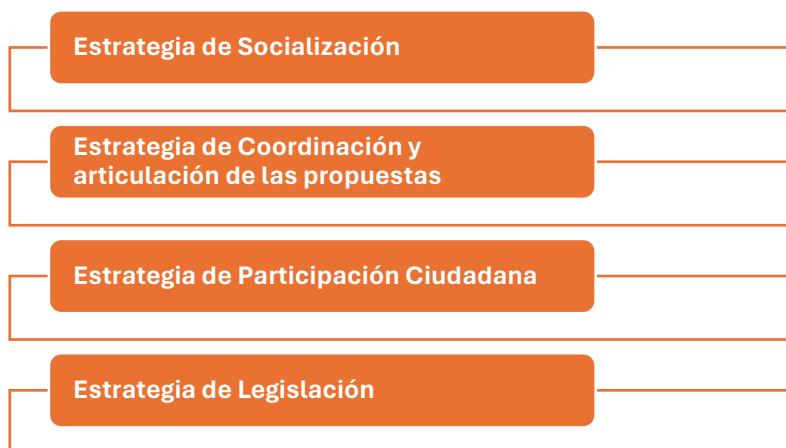 Estrategia de Socialización
Estrategia de Coordinación y
articulación de las propuestas
Estrategia de Participación Ciudadana
Estrategia de Legislación